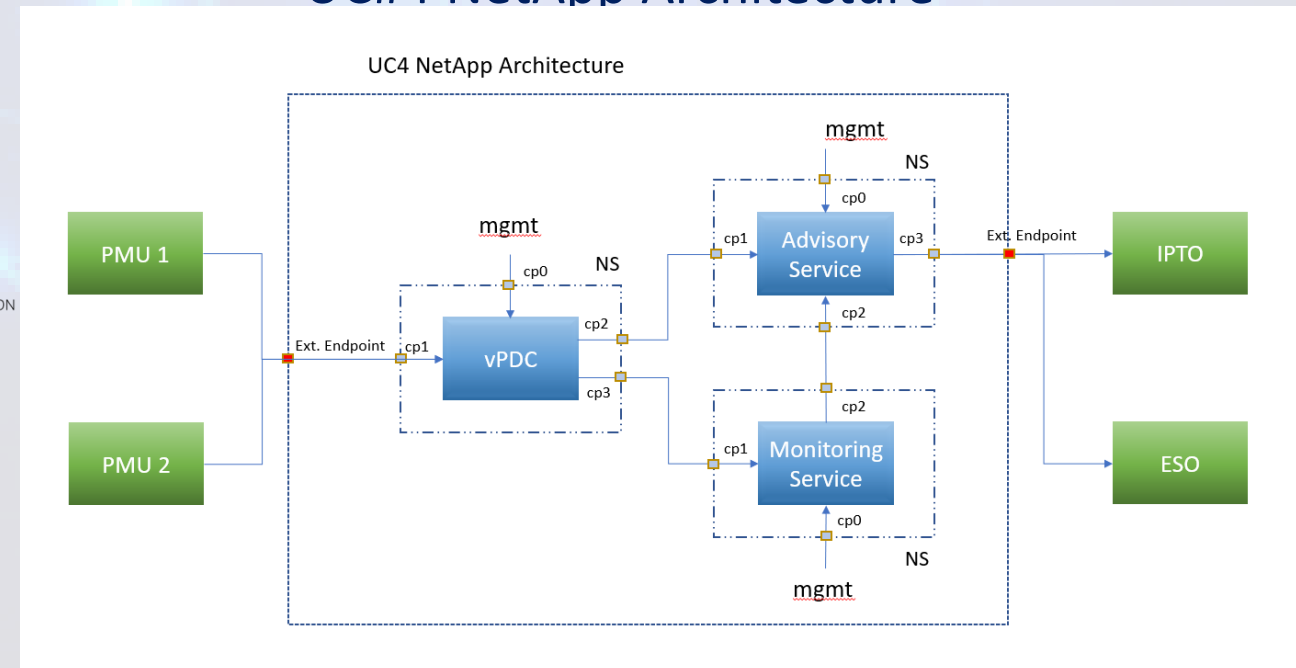 UC4 NetApp Architecture
mgmt
NS
cp0
PMU 1
cp1
Advisory
Service
cp3
Ext. Endpoint
IPTO
mgmt
NS
cp0
cp2
ON
cp2
Ext. Endpoint
cp1
vPDC
cp3
cp2
PMU 2
cp1
Monitoring
Service
ESO
cp0
NS
mgmt